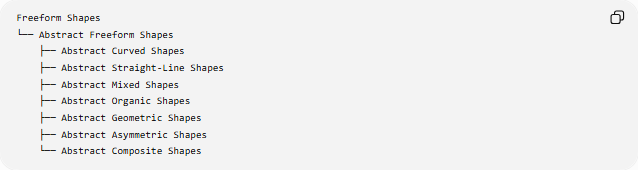 Freeform Shapes
└── Abstract Freeform Shapes
    ├── Abstract Curved Shapes
    ├── Abstract Straight-Line Shapes
    ├── Abstract Mixed Shapes
    ├── Abstract Organic Shapes
    ├── Abstract Geometric Shapes
    ├── Abstract Asymmetric Shapes
    └── Abstract Composite Shapes